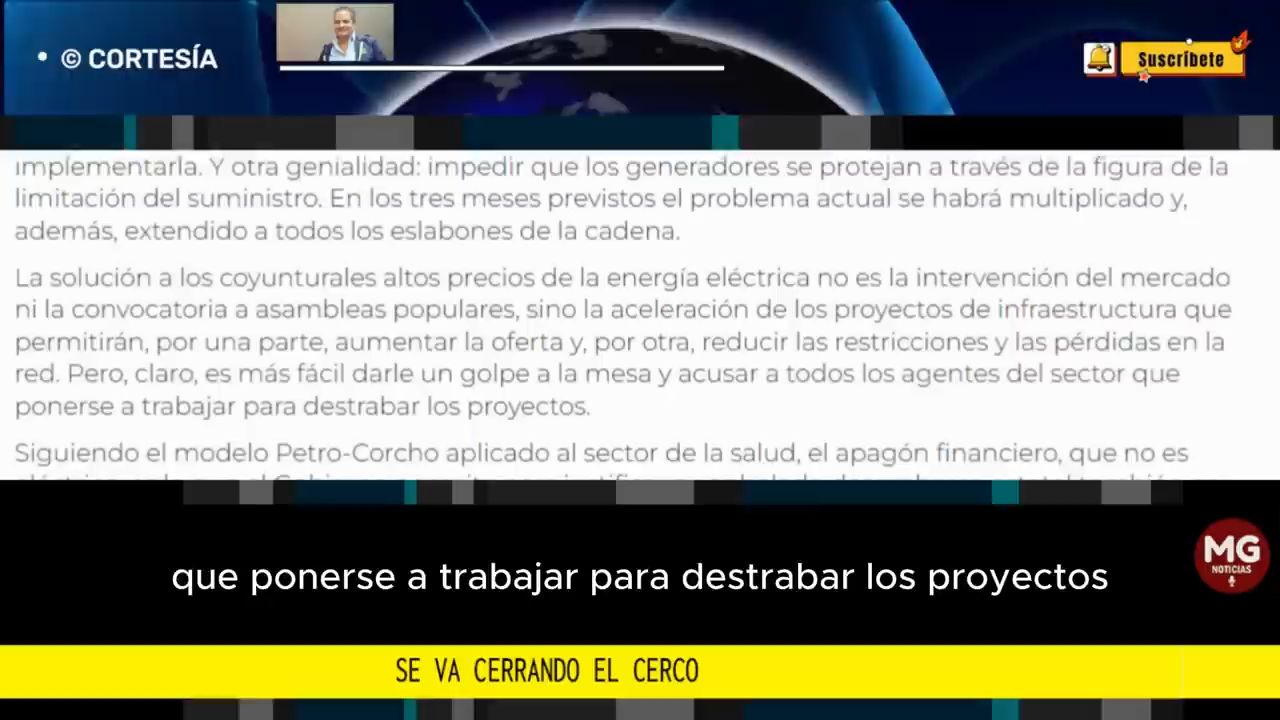 • © CORTESÍA
Suscríbete
implementarla. Y otra genialidad: impedir que los generadores se protejan a través de la figura de la
limitación del suministro. En los tres meses previstos el problema actual se habrá multiplicado y,
además, extendido a todos los eslabones de la cadena.
La solución a los coyunturales altos precios de la energía eléctrica no es la intervención del mercado
ni la convocatoria a asambleas populares, sino la aceleración de los proyectos de infraestructura que
permitirán, por una parte, aumentar la oferta y, por otra, reducir las restricciones y las pérdidas en la
red. Pero, claro, es más fácil darle un golpe a la mesa y acusar a todos los agentes del sector que
ponerse a trabajar para destrabar los proyectos.
Siguiendo el modelo Petro-Corcho aplicado al sector de la salud, el apagón financiero, que no es
que ponerse a trabajar para destrabar los proyectos
MG
NOTICIAS
SE VA CERRANDO EL CERCO